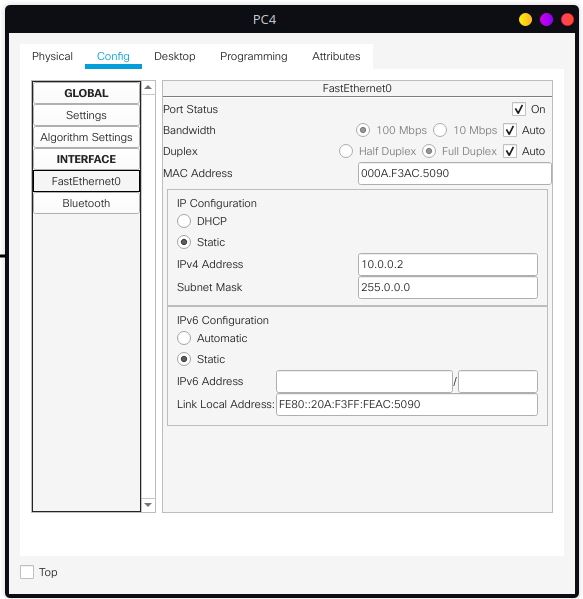 PC4
Physical Config Desktop Programming Attributes
GLOBAL
Settings
Algorithm Settings
INTERFACE
FastEthernet0
Bluetooth
FastEthernet0
Port Status On
Bandwidth 100 Mbps 10 Mbps Auto
Duplex Half Duplex Full Duplex Auto
MAC Address 000A.F3AC.5090
IP Configuration
DHCP
Static
IPv4 Address 10.0.0.2
Subnet Mask 255.0.0.0
IPv6 Configuration
Automatic
Static
IPv6 Address /
Link Local Address: FE80::20A:F3FF:FEAC:5090
Top